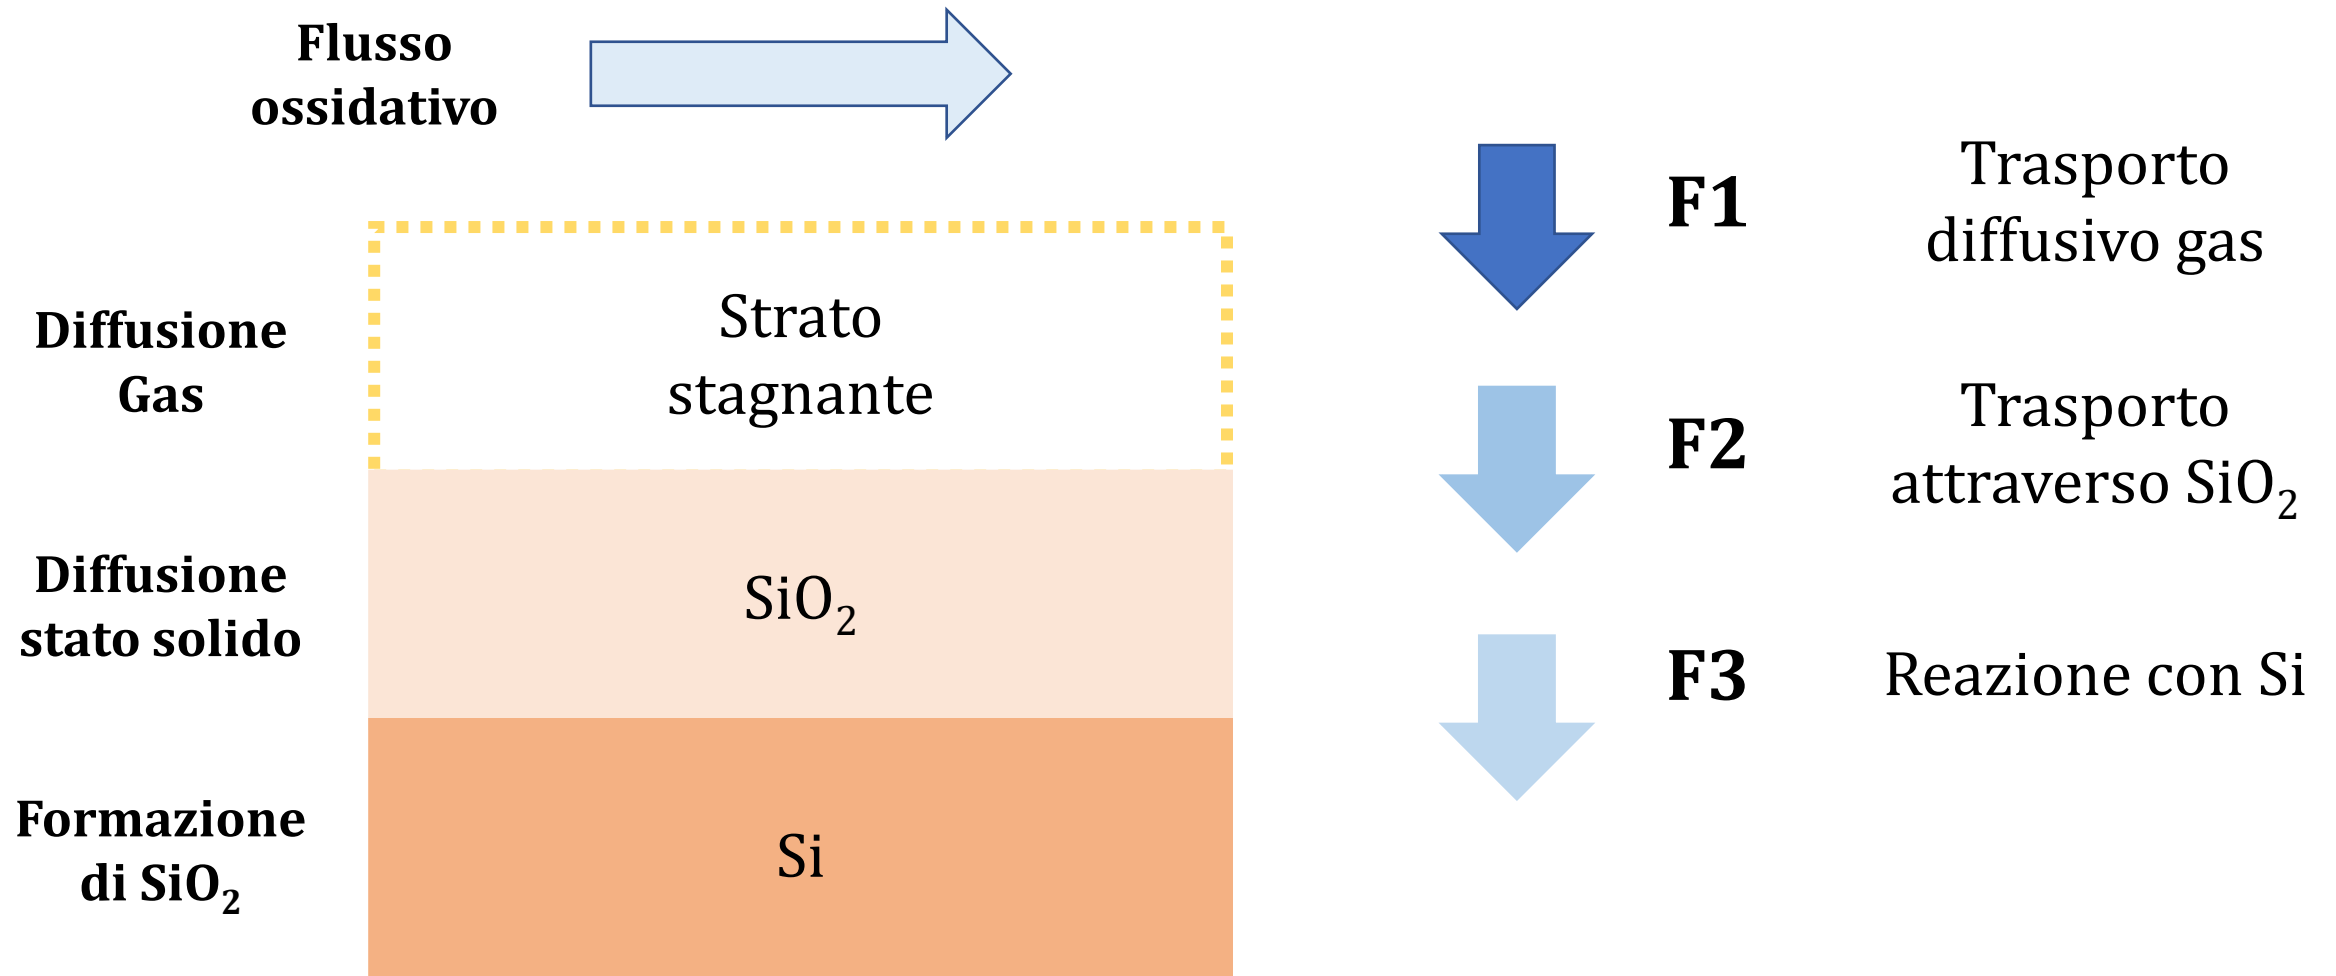 Flusso
ossidativo
Diffusione
Gas
Strato
stagnante
F1
Trasporto
diffusivo gas
Diffusione
stato solido
SiO₂
F2
Trasporto
attraverso SiO₂
Formazione
di SiO₂
Si
F3
Reazione con Si